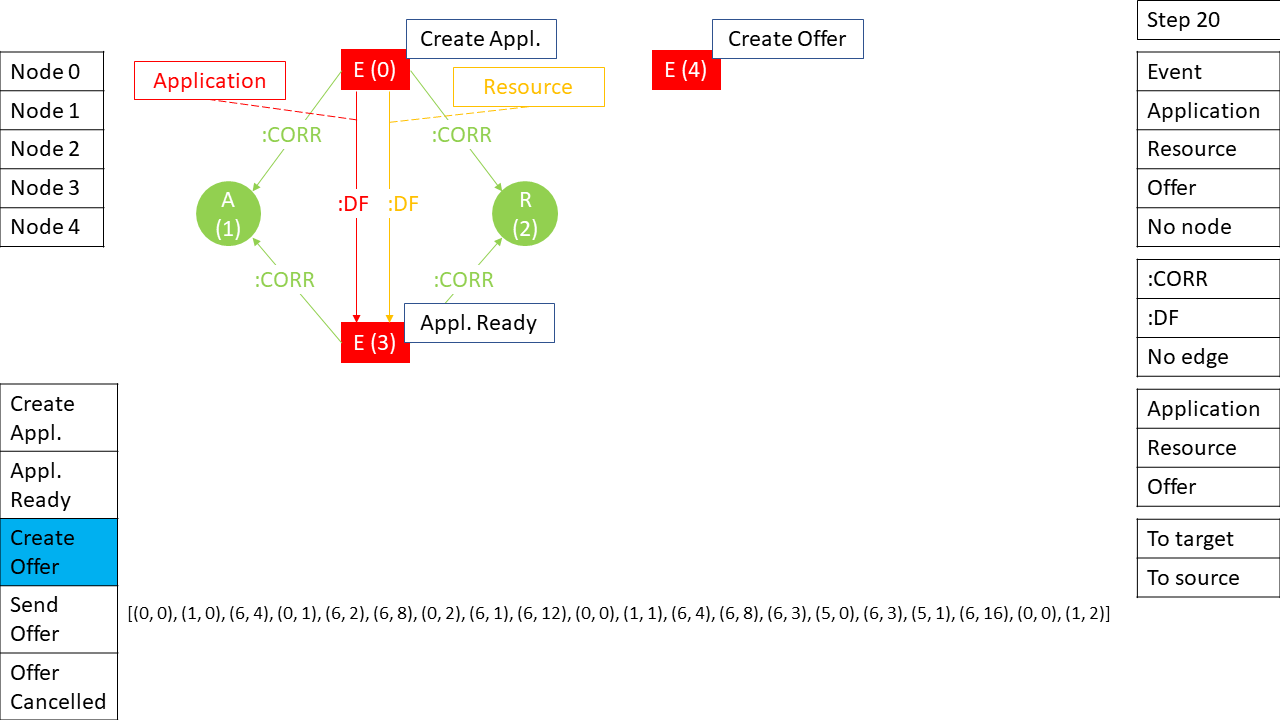 Step 20
Create Appl.
Create Offer
E (0)
E (4)
Application
Resource
Node 0
Node 1
Node 2
Node 3
Node 4
:CORR
:CORR
A
(1)
:DF
:DF
R
(2)
:CORR
:CORR
Appl. Ready
E (3)
Event
Application
Resource
Offer
No node
:CORR
:DF
No edge
Application
Resource
Offer
To target
To source
Create
Appl.
Appl.
Ready
Create
Offer
Send
Offer
Offer
Cancelled
[(0, 0), (1, 0), (6, 4), (0, 1), (6, 2), (6, 8), (0, 2), (6, 1), (6, 12), (0, 0), (1, 1), (6, 4), (6, 8), (6, 3), (5, 0), (6, 3), (5, 1), (6, 16), (0, 0), (1, 2)]